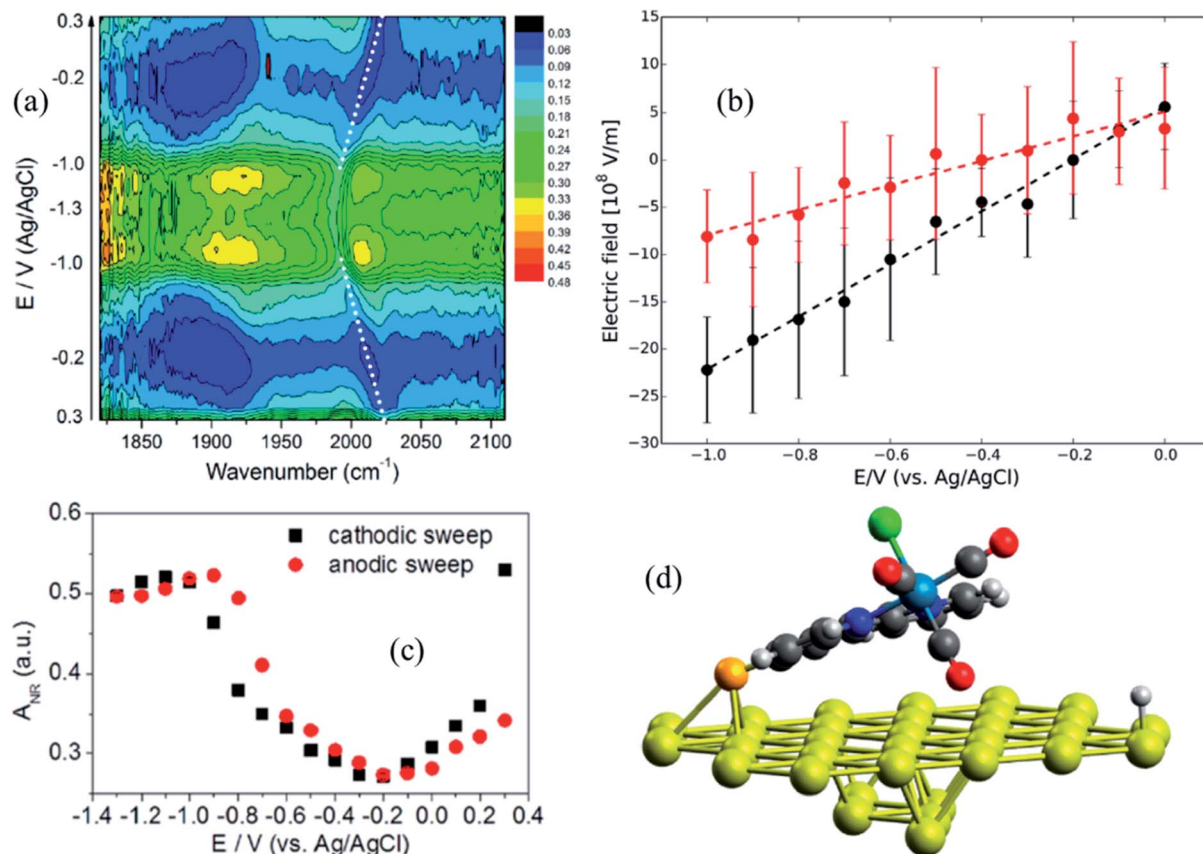 (a)
E / V (Ag/AgCl)
0.3
-0.2
-1.0
-1.3
-1.0
-0.2
0.3
1850 1900 1950 2000 2050 2100
Wavenumber (cm⁻¹)
0.03
0.06
0.09
0.12
0.15
0.18
0.21
0.24
0.27
0.30
0.33
0.36
0.39
0.42
0.45
0.48
(b)
Electric field [10⁸ V/m]
15
10
5
0
−5
−10
−15
−20
−25
−30
−1.0 −0.8 −0.6 −0.4 −0.2 0.0
E/V (vs. Ag/AgCl)
(c)
cathodic sweep
anodic sweep
A_NR (a.u.)
0.6
0.5
0.4
0.3
-1.4 -1.2 -1.0 -0.8 -0.6 -0.4 -0.2 0.0 0.2 0.4
E / V (vs. Ag/AgCl)
(d)